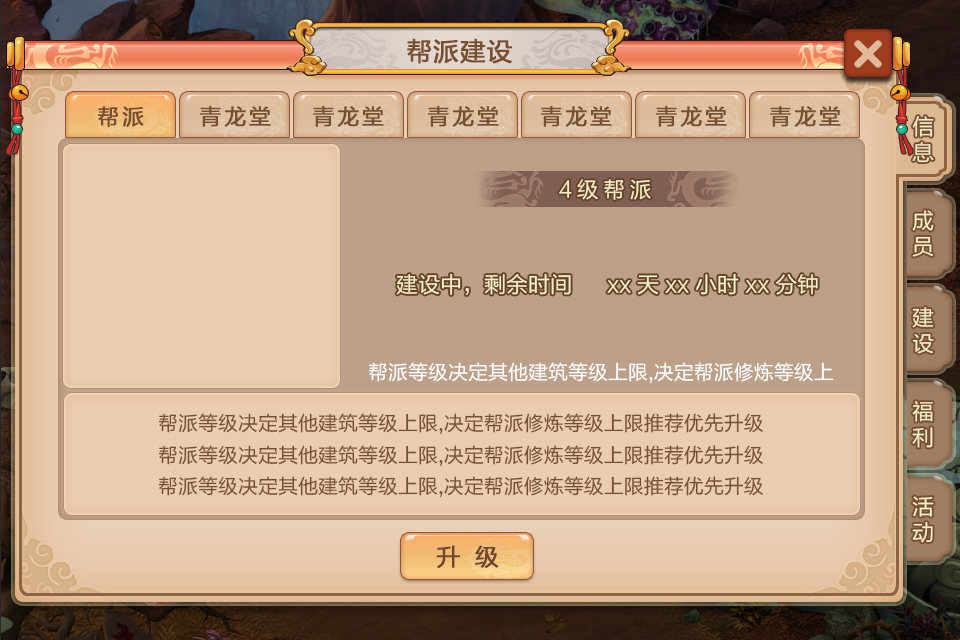 帮派建设
帮派
青龙堂
青龙堂
青龙堂
青龙堂
青龙堂
青龙堂
4级帮派
建设中，剩余时间 xx 天 xx 小时 xx 分钟
帮派等级决定其他建筑等级上限,决定帮派修炼等级上
帮派等级决定其他建筑等级上限,决定帮派修炼等级上限推荐优先升级
帮派等级决定其他建筑等级上限,决定帮派修炼等级上限推荐优先升级
帮派等级决定其他建筑等级上限,决定帮派修炼等级上限推荐优先升级
升 级
信息
成员
建设
福利
活动